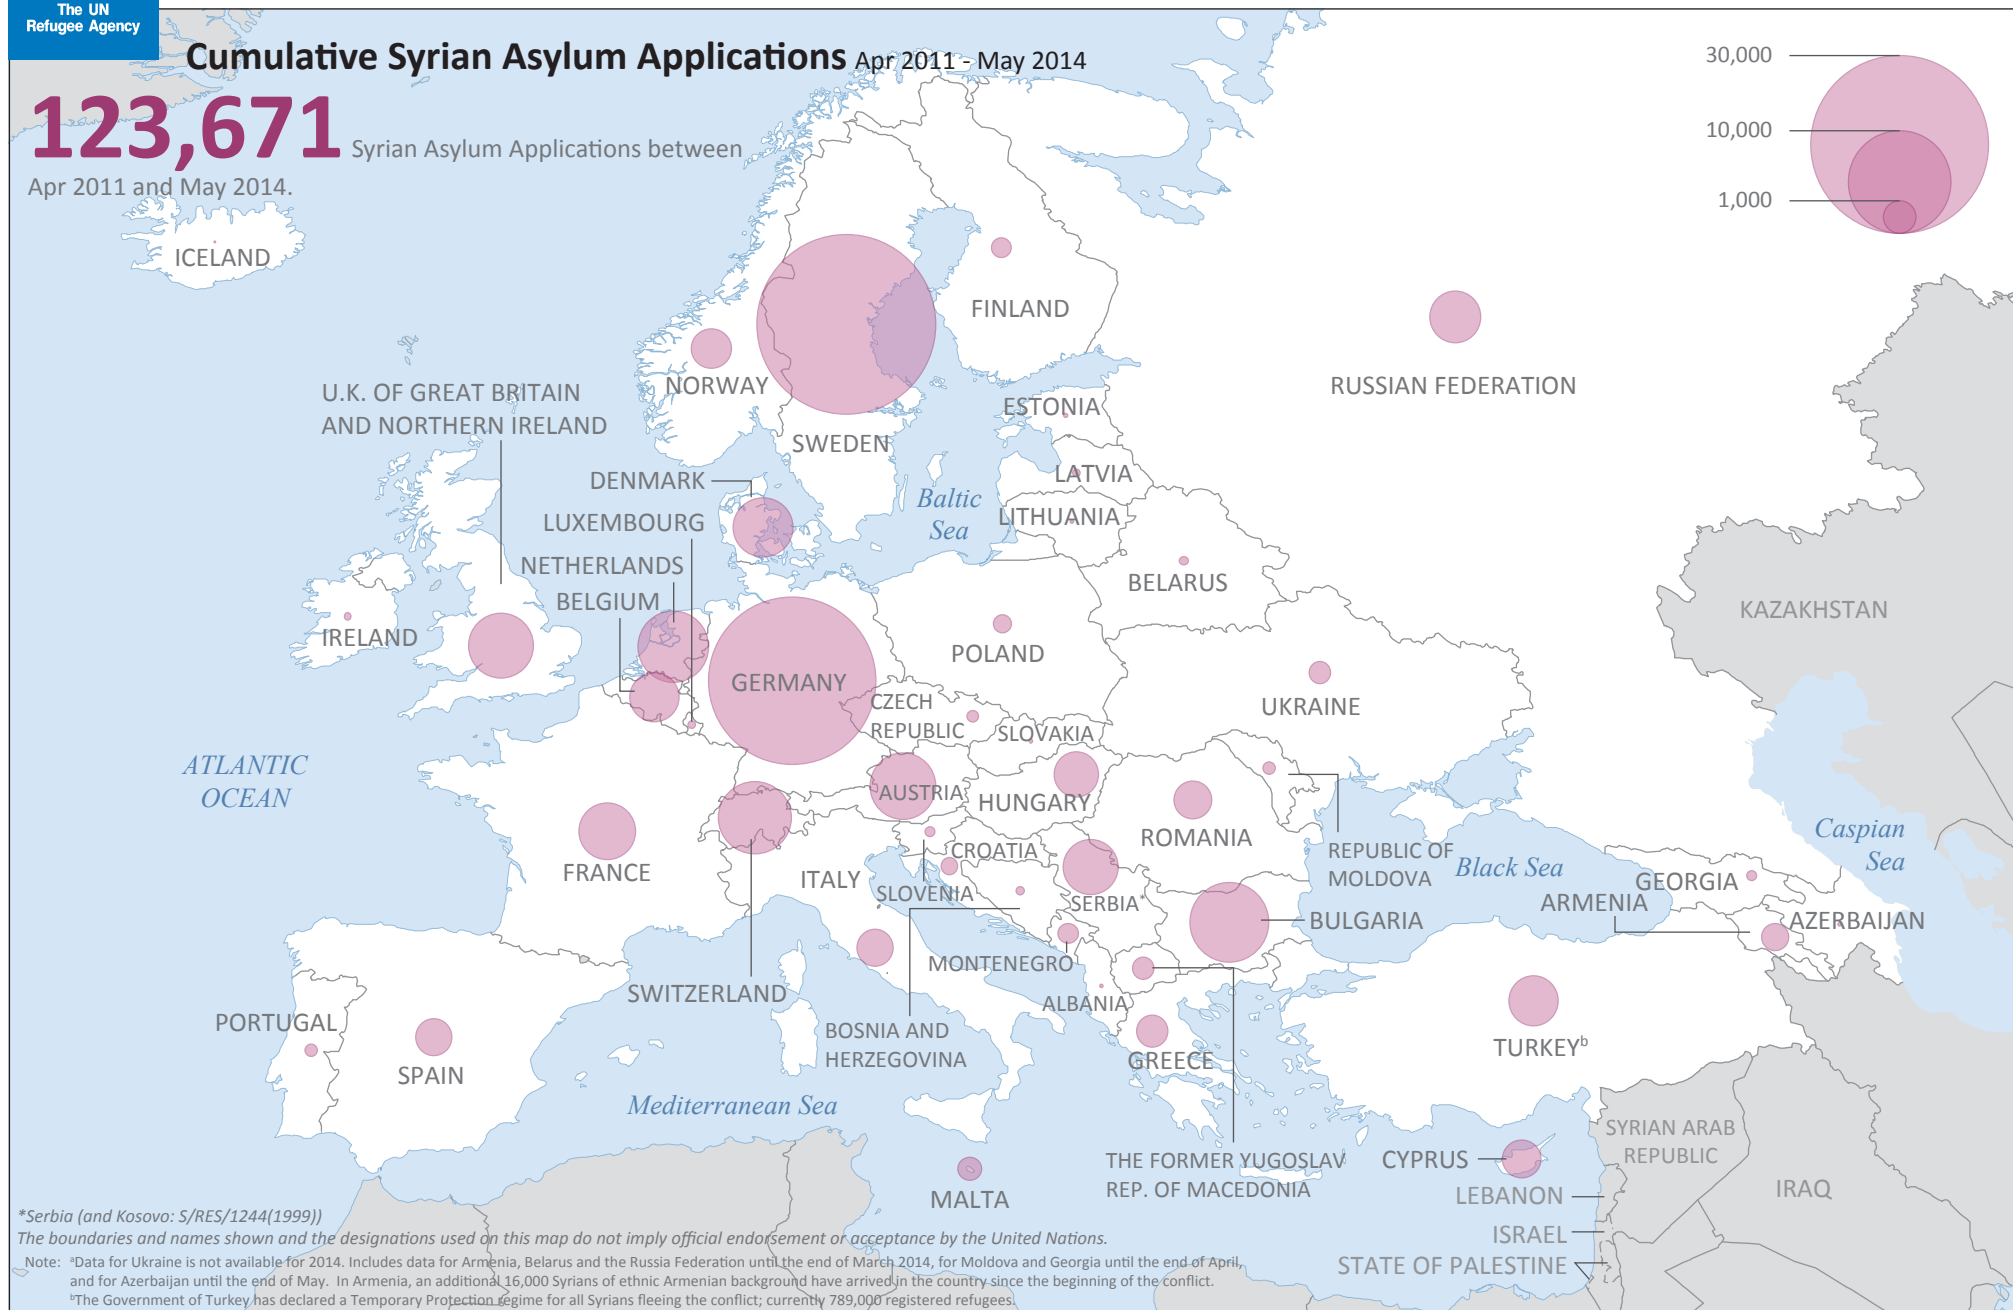 The UN
Refugee Agency
Cumulative Syrian Asylum Applications Apr 2011 - May 2014
123,671 Syrian Asylum Applications between
Apr 2011 and May 2014.
30,000
10,000
1,000
ICELAND
FINLAND
NORWAY
RUSSIAN FEDERATION
U.K. OF GREAT BRITAIN
AND NORTHERN IRELAND
ESTONIA
SWEDEN
LATVIA
DENMARK
Baltic
Sea
LITHUANIA
LUXEMBOURG
NETHERLANDS
BELARUS
BELGIUM
KAZAKHSTAN
IRELAND
POLAND
GERMANY
CZECH
REPUBLIC
UKRAINE
SLOVAKIA
ATLANTIC
OCEAN
AUSTRIA
HUNGARY
ROMANIA
Caspian
Sea
CROATIA
REPUBLIC OF
MOLDOVA
Black Sea
FRANCE
ITALY
SLOVENIA
SERBIA*
GEORGIA
ARMENIA
BULGARIA
AZERBAIJAN
MONTENEGRO
SWITZERLAND
ALBANIA
PORTUGAL
BOSNIA AND
HERZEGOVINA
TURKEYᵇ
GREECE
SPAIN
Mediterranean Sea
SYRIAN ARAB
REPUBLIC
THE FORMER YUGOSLAV
REP. OF MACEDONIA
CYPRUS
MALTA
LEBANON
IRAQ
ISRAEL
STATE OF PALESTINE
*Serbia (and Kosovo: S/RES/1244(1999))
The boundaries and names shown and the designations used on this map do not imply official endorsement or acceptance by the United Nations.
Note: ᵃData for Ukraine is not available for 2014. Includes data for Armenia, Belarus and the Russia Federation until the end of March 2014, for Moldova and Georgia until the end of April,
and for Azerbaijan until the end of May. In Armenia, an additional 16,000 Syrians of ethnic Armenian background have arrived in the country since the beginning of the conflict.
ᵇThe Government of Turkey has declared a Temporary Protection regime for all Syrians fleeing the conflict; currently 789,000 registered refugees.